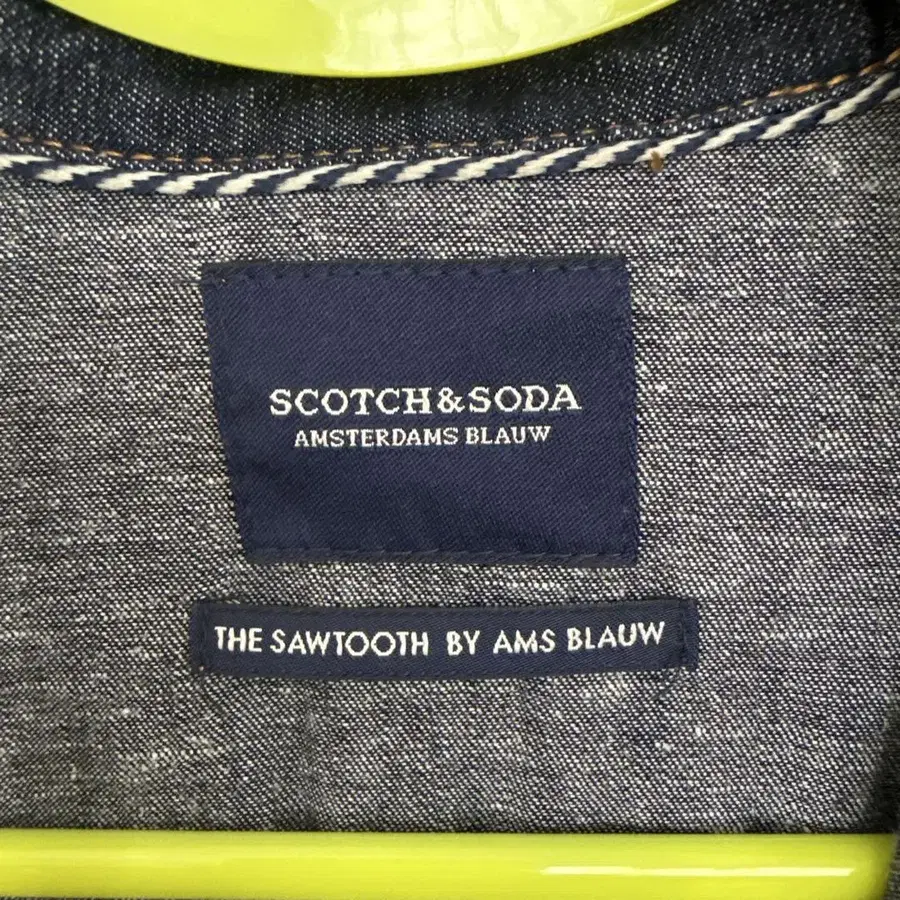 SCOTCH&SODA
AMSTERDAMS BLAUW
THE SAWTOOTH BY AMS BLAUW